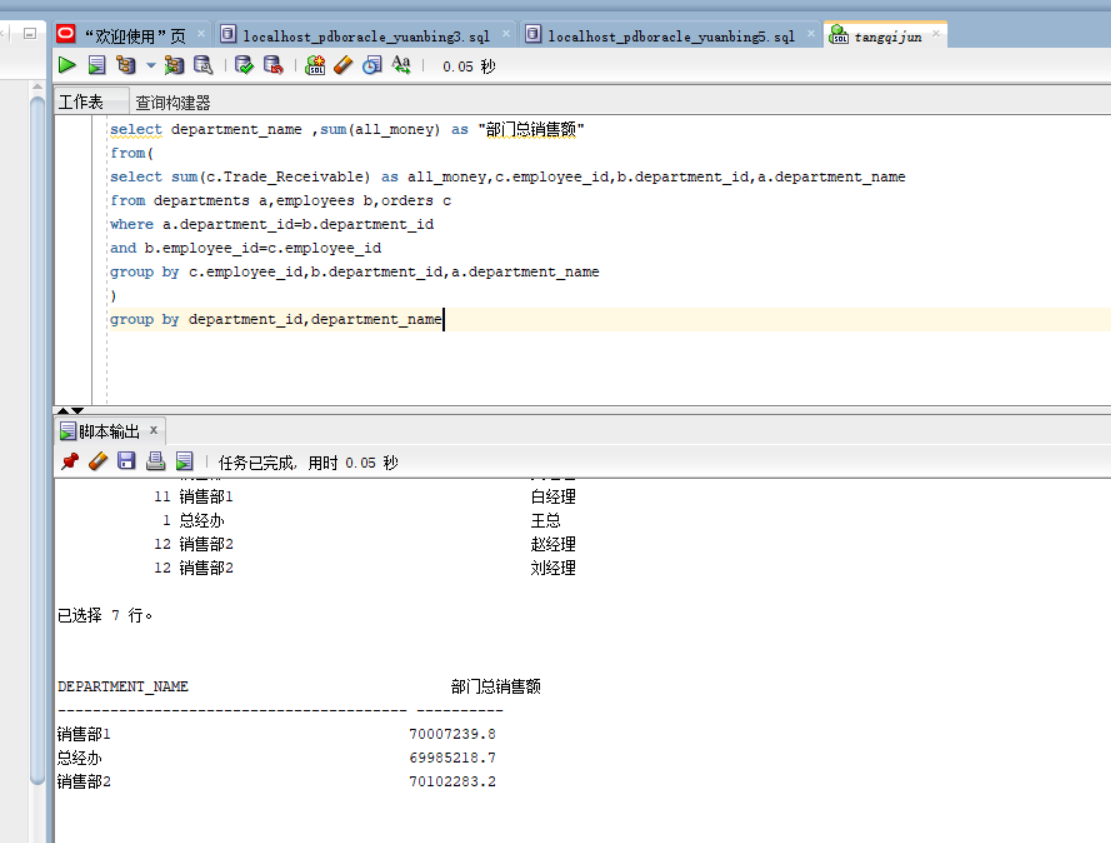 “欢迎使用”页 localhost_pdboracle_yuanbing3.sql localhost_pdboracle_yuanbing5.sql tangqijun
0.05 秒
工作表 查询构建器
select department_name ,sum(all_money) as "部门总销售额"
from(
select sum(c.Trade_Receivable) as all_money,c.employee_id,b.department_id,a.department_name
from departments a,employees b,orders c
where a.department_id=b.department_id
and b.employee_id=c.employee_id
group by c.employee_id,b.department_id,a.department_name
)
group by department_id,department_name
脚本输出
任务已完成, 用时 0.05 秒
11 销售部1 白经理
1 总经办 王总
12 销售部2 赵经理
12 销售部2 刘经理
已选择 7 行。
DEPARTMENT_NAME 部门总销售额
---------------------------------------- ----------
销售部1 70007239.8
总经办 69985218.7
销售部2 70102283.2